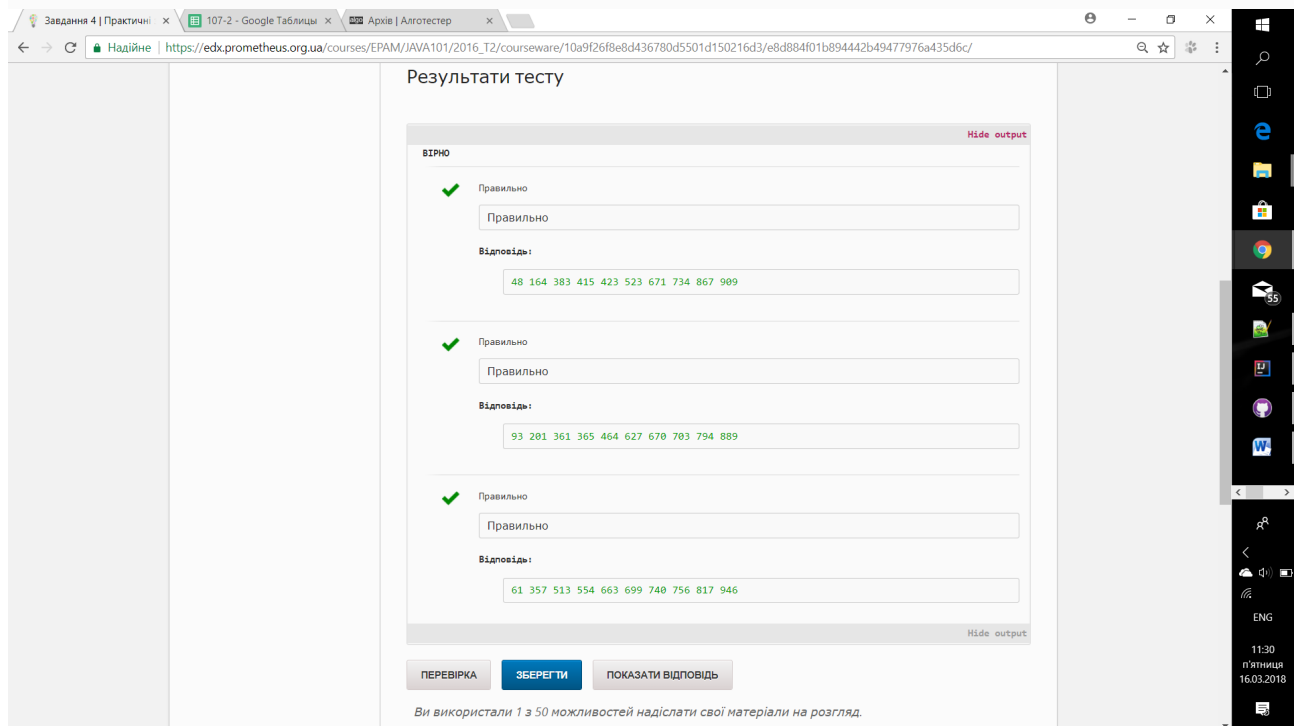 Завдання 4 | Практичні
107-2 - Google Таблицы
Архів | Алготестер
Надійне
https://edx.prometheus.org.ua/courses/EPAM/JAVA101/2016_T2/courseware/10a9f26f8e8d436780d5501d150216d3/e8d884f01b894442b49477976a435d6c/
Результати тесту
Hide output
ВІРНО
Правильно
Правильно
Відповідь:
48 164 383 415 423 523 671 734 867 909
Правильно
Правильно
Відповідь:
93 201 361 365 464 627 670 703 794 889
Правильно
Правильно
Відповідь:
61 357 513 554 663 699 740 756 817 946
Hide output
ПЕРЕВІРКА
ЗБЕРЕГТИ
ПОКАЗАТИ ВІДПОВІДЬ
Ви використали 1 з 50 можливостей надіслати свої матеріали на розгляд.
55
IJ
W
ENG
11:30
п'ятниця
16.03.2018